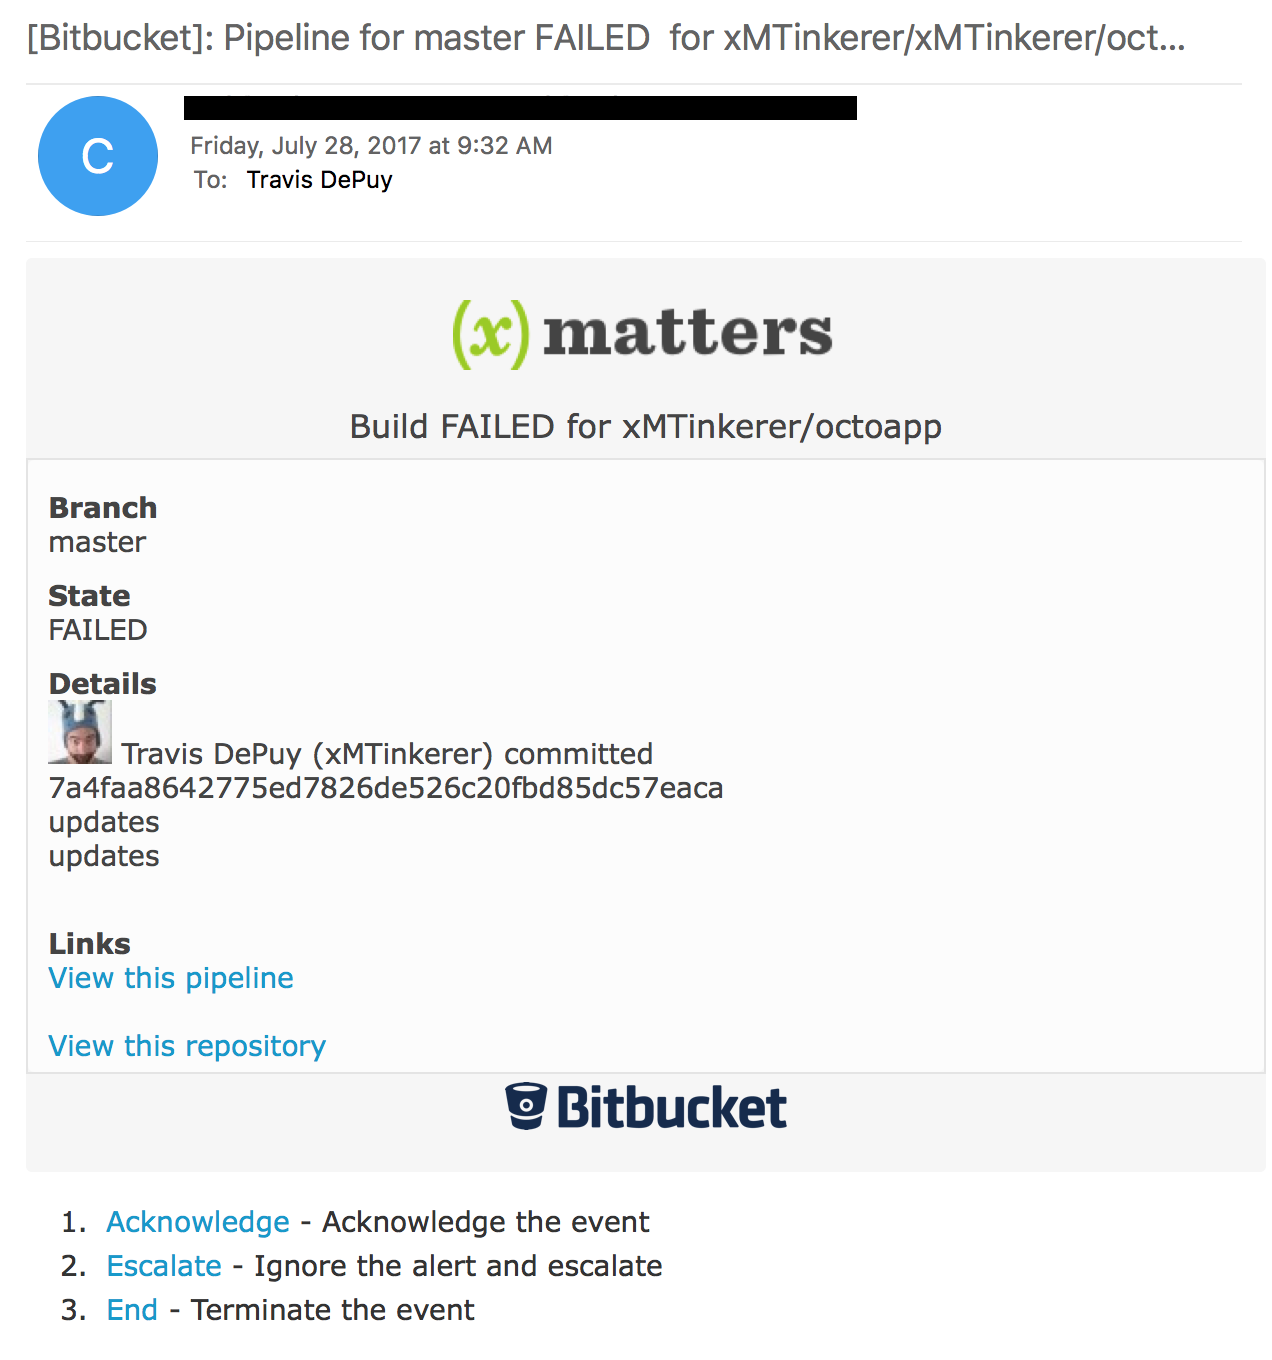 [Bitbucket]: Pipeline for master FAILED  for xMTinkerer/xMTinkerer/oct...
C
Friday, July 28, 2017 at 9:32 AM
To: Travis DePuy
(x) matters
Build FAILED for xMTinkerer/octoapp
Branch
master
State
FAILED
Details
Travis DePuy (xMTinkerer) committed
7a4faa8642775ed7826de526c20fbd85dc57eaca
updates
updates
Links
View this pipeline
View this repository
Bitbucket
1. Acknowledge - Acknowledge the event
2. Escalate - Ignore the alert and escalate
3. End - Terminate the event